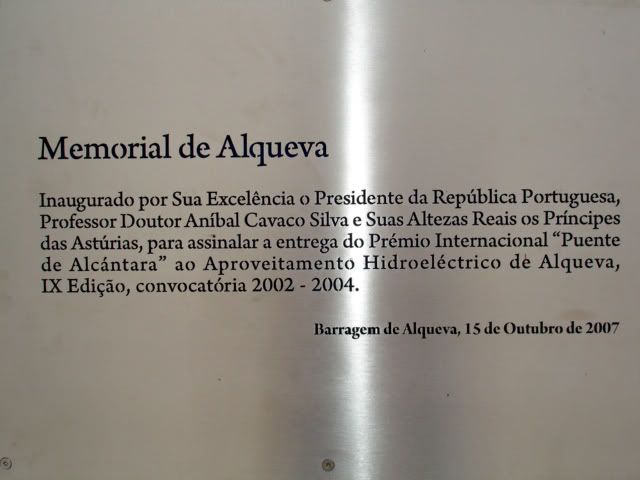 Memorial de Alqueva
Inaugurado por Sua Excelência o Presidente da República Portuguesa,
Professor Doutor Aníbal Cavaco Silva e Suas Altezas Reais os Príncipes
das Astúrias, para assinalar a entrega do Prémio Internacional “Puente
de Alcántara” ao Aproveitamento Hidroeléctrico de Alqueva,
IX Edição, convocatória 2002 - 2004.
Barragem de Alqueva, 15 de Outubro de 2007